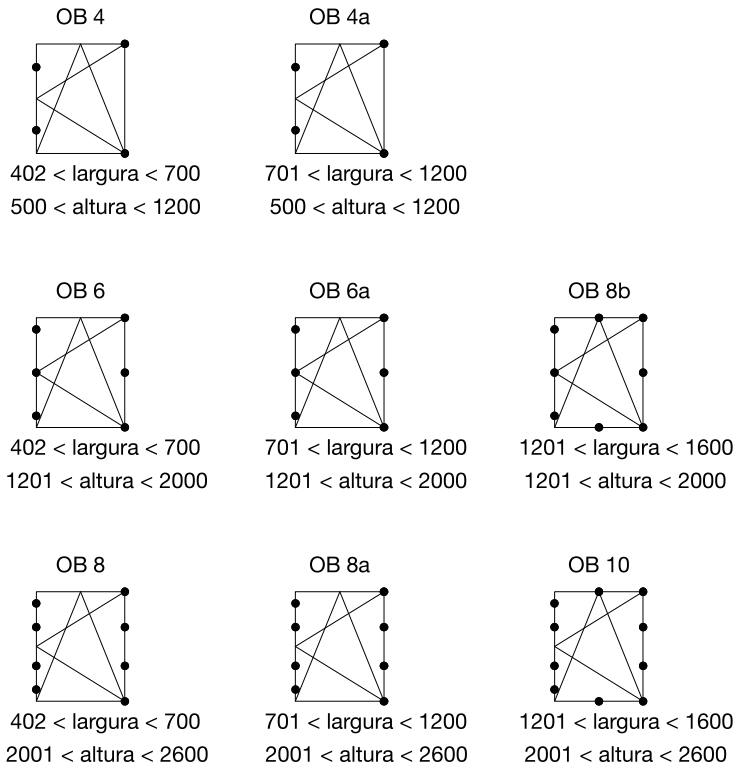 OB 4
402 < largura < 700
500 < altura < 1200
OB 4a
701 < largura < 1200
500 < altura < 1200
OB 6
402 < largura < 700
1201 < altura < 2000
OB 6a
701 < largura < 1200
1201 < altura < 2000
OB 8b
1201 < largura < 1600
1201 < altura < 2000
OB 8
402 < largura < 700
2001 < altura < 2600
OB 8a
701 < largura < 1200
2001 < altura < 2600
OB 10
1201 < largura < 1600
2001 < altura < 2600